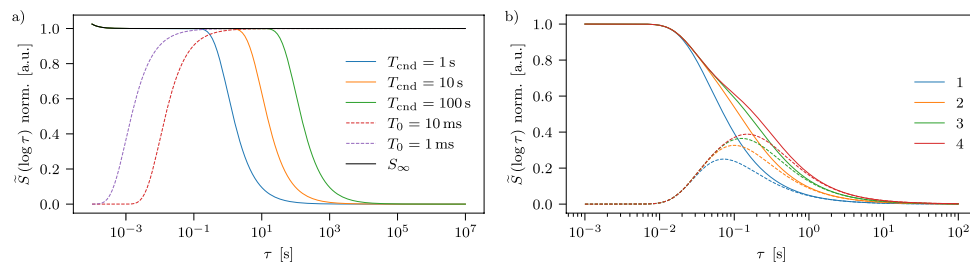 a)
S̃(log τ) norm. [a.u.]
1.0
0.8
0.6
0.4
0.2
0.0
T_cnd = 1 s
T_cnd = 10 s
T_cnd = 100 s
T_0 = 10 ms
T_0 = 1 ms
S_∞
10^−3
10^−1
10^1
10^3
10^5
10^7
τ [s]
b)
S̃(log τ) norm. [a.u.]
1.0
0.8
0.6
0.4
0.2
0.0
1
2
3
4
10^−3
10^−2
10^−1
10^0
10^1
10^2
τ [s]